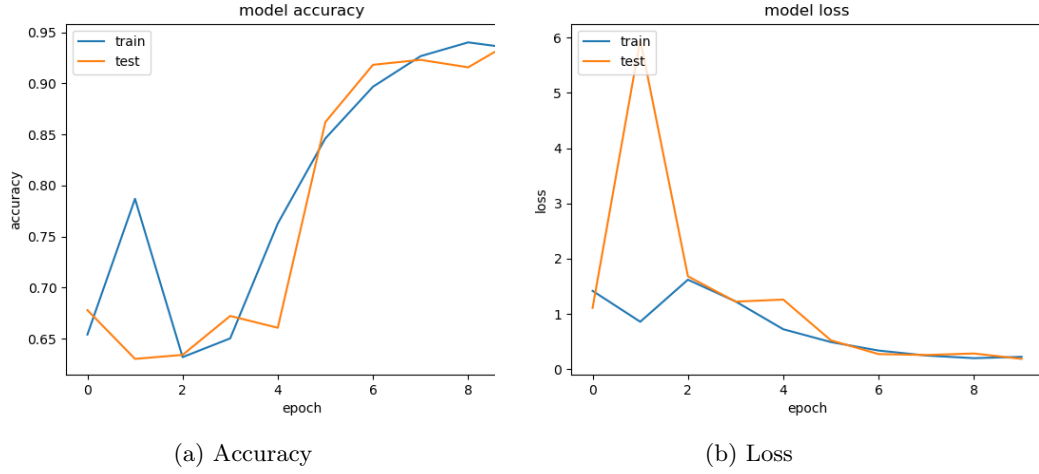 model accuracy
train
test
0.95
0.90
0.85
0.80
0.75
0.70
0.65
accuracy
0
2
4
6
8
epoch
(a) Accuracy
model loss
train
test
6
5
4
3
2
1
0
loss
0
2
4
6
8
epoch
(b) Loss